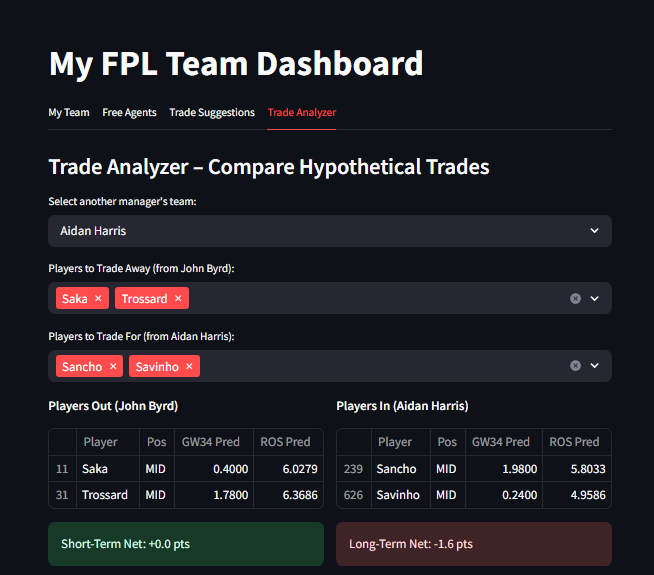 My FPL Team Dashboard
My Team Free Agents Trade Suggestions Trade Analyzer
Trade Analyzer – Compare Hypothetical Trades
Select another manager's team:
Aidan Harris
Players to Trade Away (from John Byrd):
Saka × Trossard ×
Players to Trade For (from Aidan Harris):
Sancho × Savinho ×
Players Out (John Byrd)
Player Pos GW34 Pred ROS Pred
11 Saka MID 0.4000 6.0279
31 Trossard MID 1.7800 6.3686
Short-Term Net: +0.0 pts
Players In (Aidan Harris)
Player Pos GW34 Pred ROS Pred
239 Sancho MID 1.9800 5.8033
626 Savinho MID 0.2400 4.9586
Long-Term Net: -1.6 pts